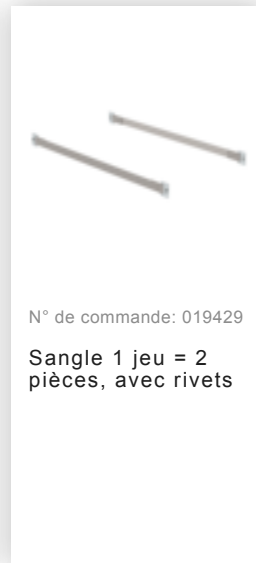 N° de commande: 019429
Sangle 1 jeu = 2
pièces, avec rivets